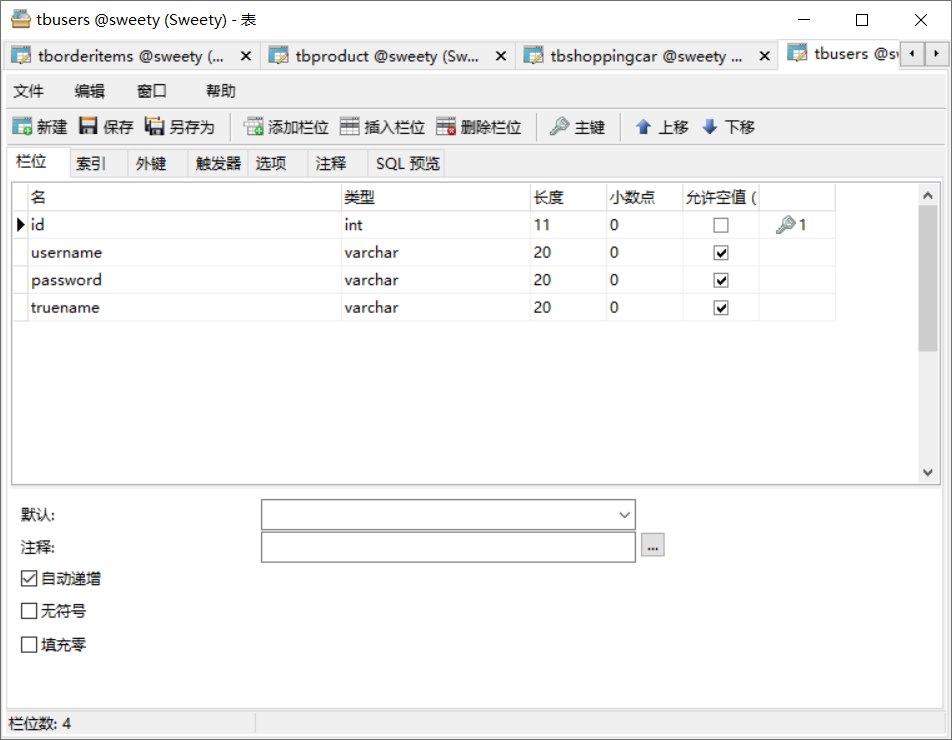 tbusers @sweety (Sweety) - 表
tborderitems @sweety (... tbproduct @sweety (Sw... tbshoppingcar @sweety ... tbusers @s
文件 编辑 窗口 帮助
新建 保存 另存为 添加栏位 插入栏位 删除栏位 主键 上移 下移
栏位 索引 外键 触发器 选项 注释 SQL 预览
名 类型 长度 小数点 允许空值 (
id int 11 0 1
username varchar 20 0
password varchar 20 0
truename varchar 20 0
默认:
注释: ...
自动递增
无符号
填充零
栏位数: 4